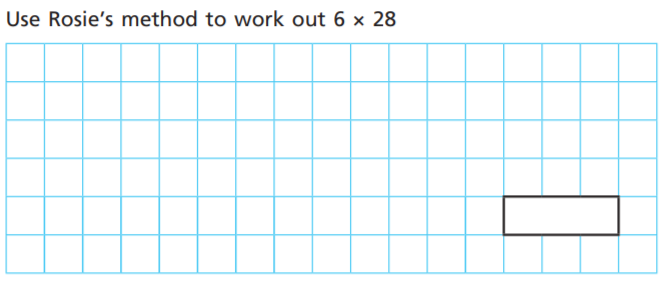 Use Rosie’s method to work out 6 × 28